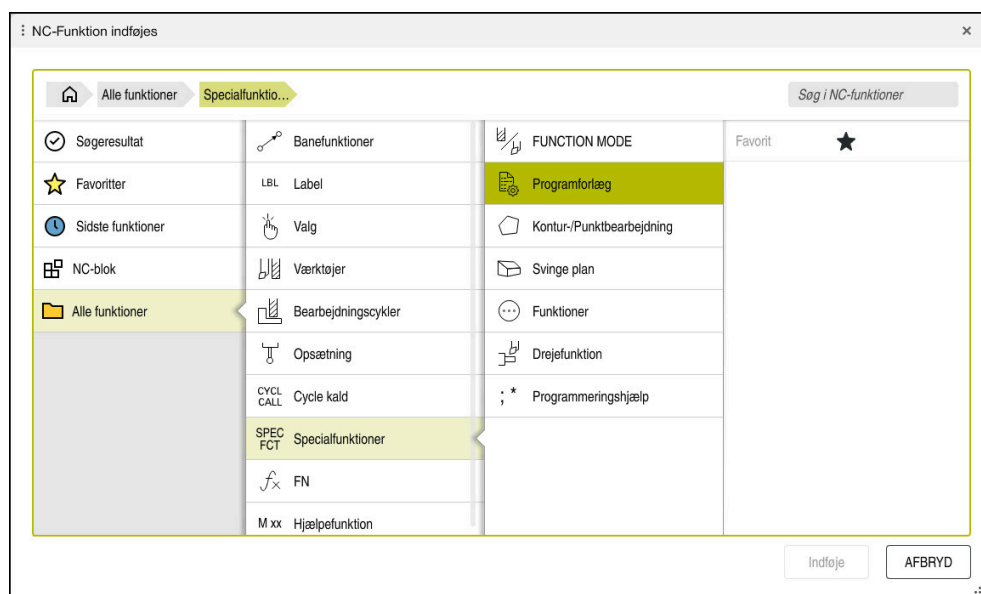 NC-Funktion indføjes
Alle funktioner
Specialfunktio...
Søg i NC-funktioner
Søgeresultat
Favoritter
Sidste funktioner
NC-blok
Alle funktioner
Banefunktioner
LBL Label
Valg
Værktøjer
Bearbejdningscykler
Opsætning
CYCL CALL Cycle kald
SPEC FCT Specialfunktioner
fx FN
M xx Hjælpefunktion
FUNCTION MODE
Programforlæg
Kontur-/Punktbearbejdning
Svinge plan
Funktioner
Drejefunktion
; * Programmeringshjælp
Favorit
Indføje
AFBRYD